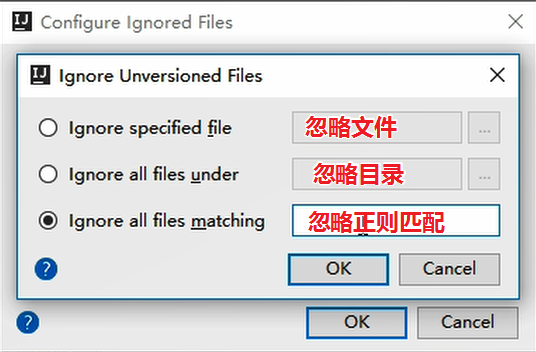 IJ Configure Ignored Files
IJ Ignore Unversioned Files
Ignore specified file 忽略文件 ...
Ignore all files under 忽略目录 ...
Ignore all files matching 忽略正则匹配
? OK Cancel
? OK Cancel